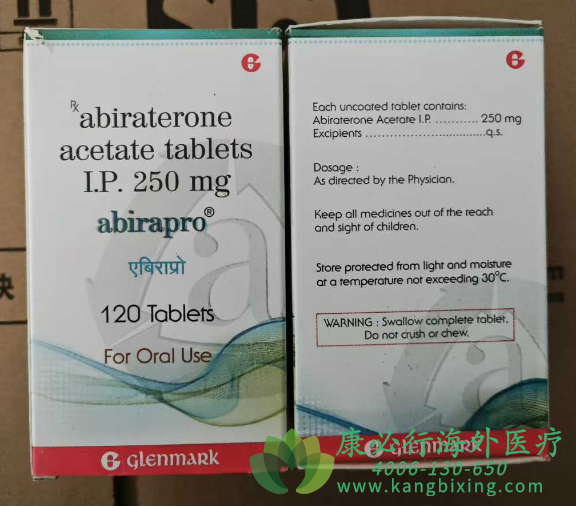 Rx abiraterone
acetate tablets
I.P. 250 mg
abirapro®
एबिराप्रो
120 Tablets
For Oral Use
G GLENMARK
G
Each uncoated tablet contains:
Abiraterone Acetate I.P. ........... 250 mg
Excipients ................................q.s.
Dosage :
As directed by the Physician.
Keep all medicines out of the reach
and sight of children.
Store protected from light and moisture
at a temperature not exceeding 30°C.
WARNING : Swallow complete tablet.
Do not crush or chew.
G GLENMARK
康必行海外医疗
4006-130-650
www.kangbixing.com